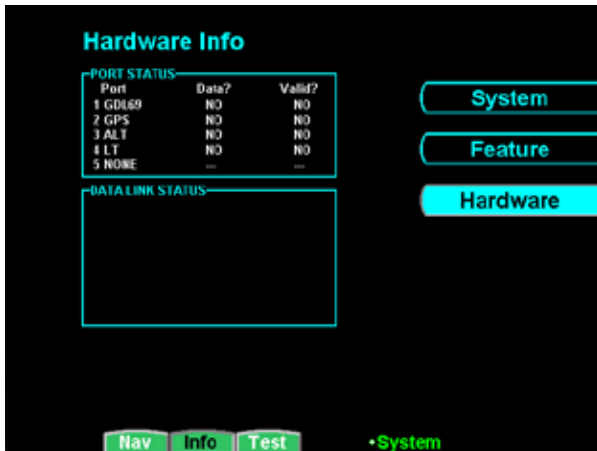 Hardware Info
PORT STATUS
Port Data? Valid?
1 GDL69 NO NO
2 GPS NO NO
3 ALT NO NO
4 LT NO NO
5 NONE ... ...
DATA LINK STATUS
System
Feature
Hardware
Nav Info Test •System